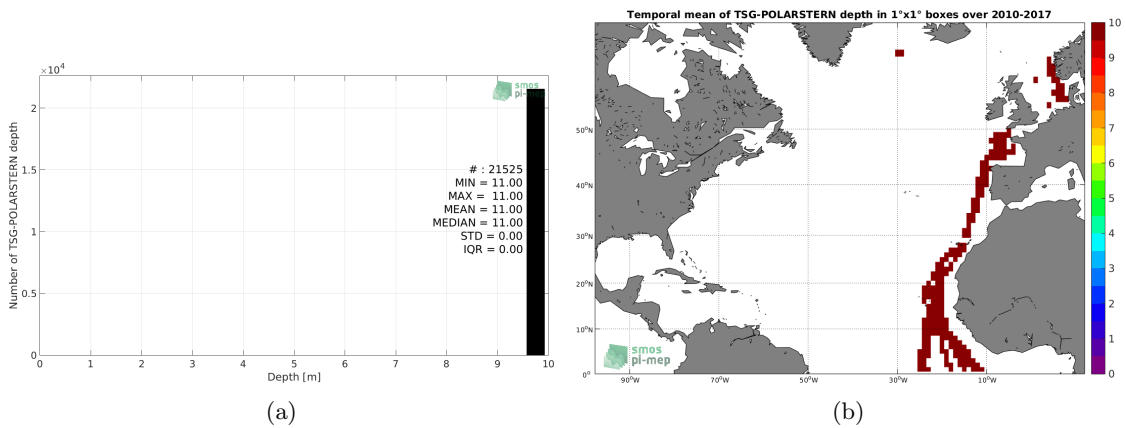 ×10⁴
smos
pi-mep
Number of TSG-POLARSTERN depth
2
1.5
1
0.5
0
# : 21525
MIN = 11.00
MAX = 11.00
MEAN = 11.00
MEDIAN = 11.00
STD = 0.00
IQR = 0.00
0 1 2 3 4 5 6 7 8 9 10
Depth [m]
(a)
Temporal mean of TSG-POLARSTERN depth in 1°x1° boxes over 2010-2017
50°N
40°N
30°N
20°N
10°N
0°
90°W 70°W 50°W 30°W 10°W
smos
pi-mep
10
9
8
7
6
5
4
3
2
1
0
(b)